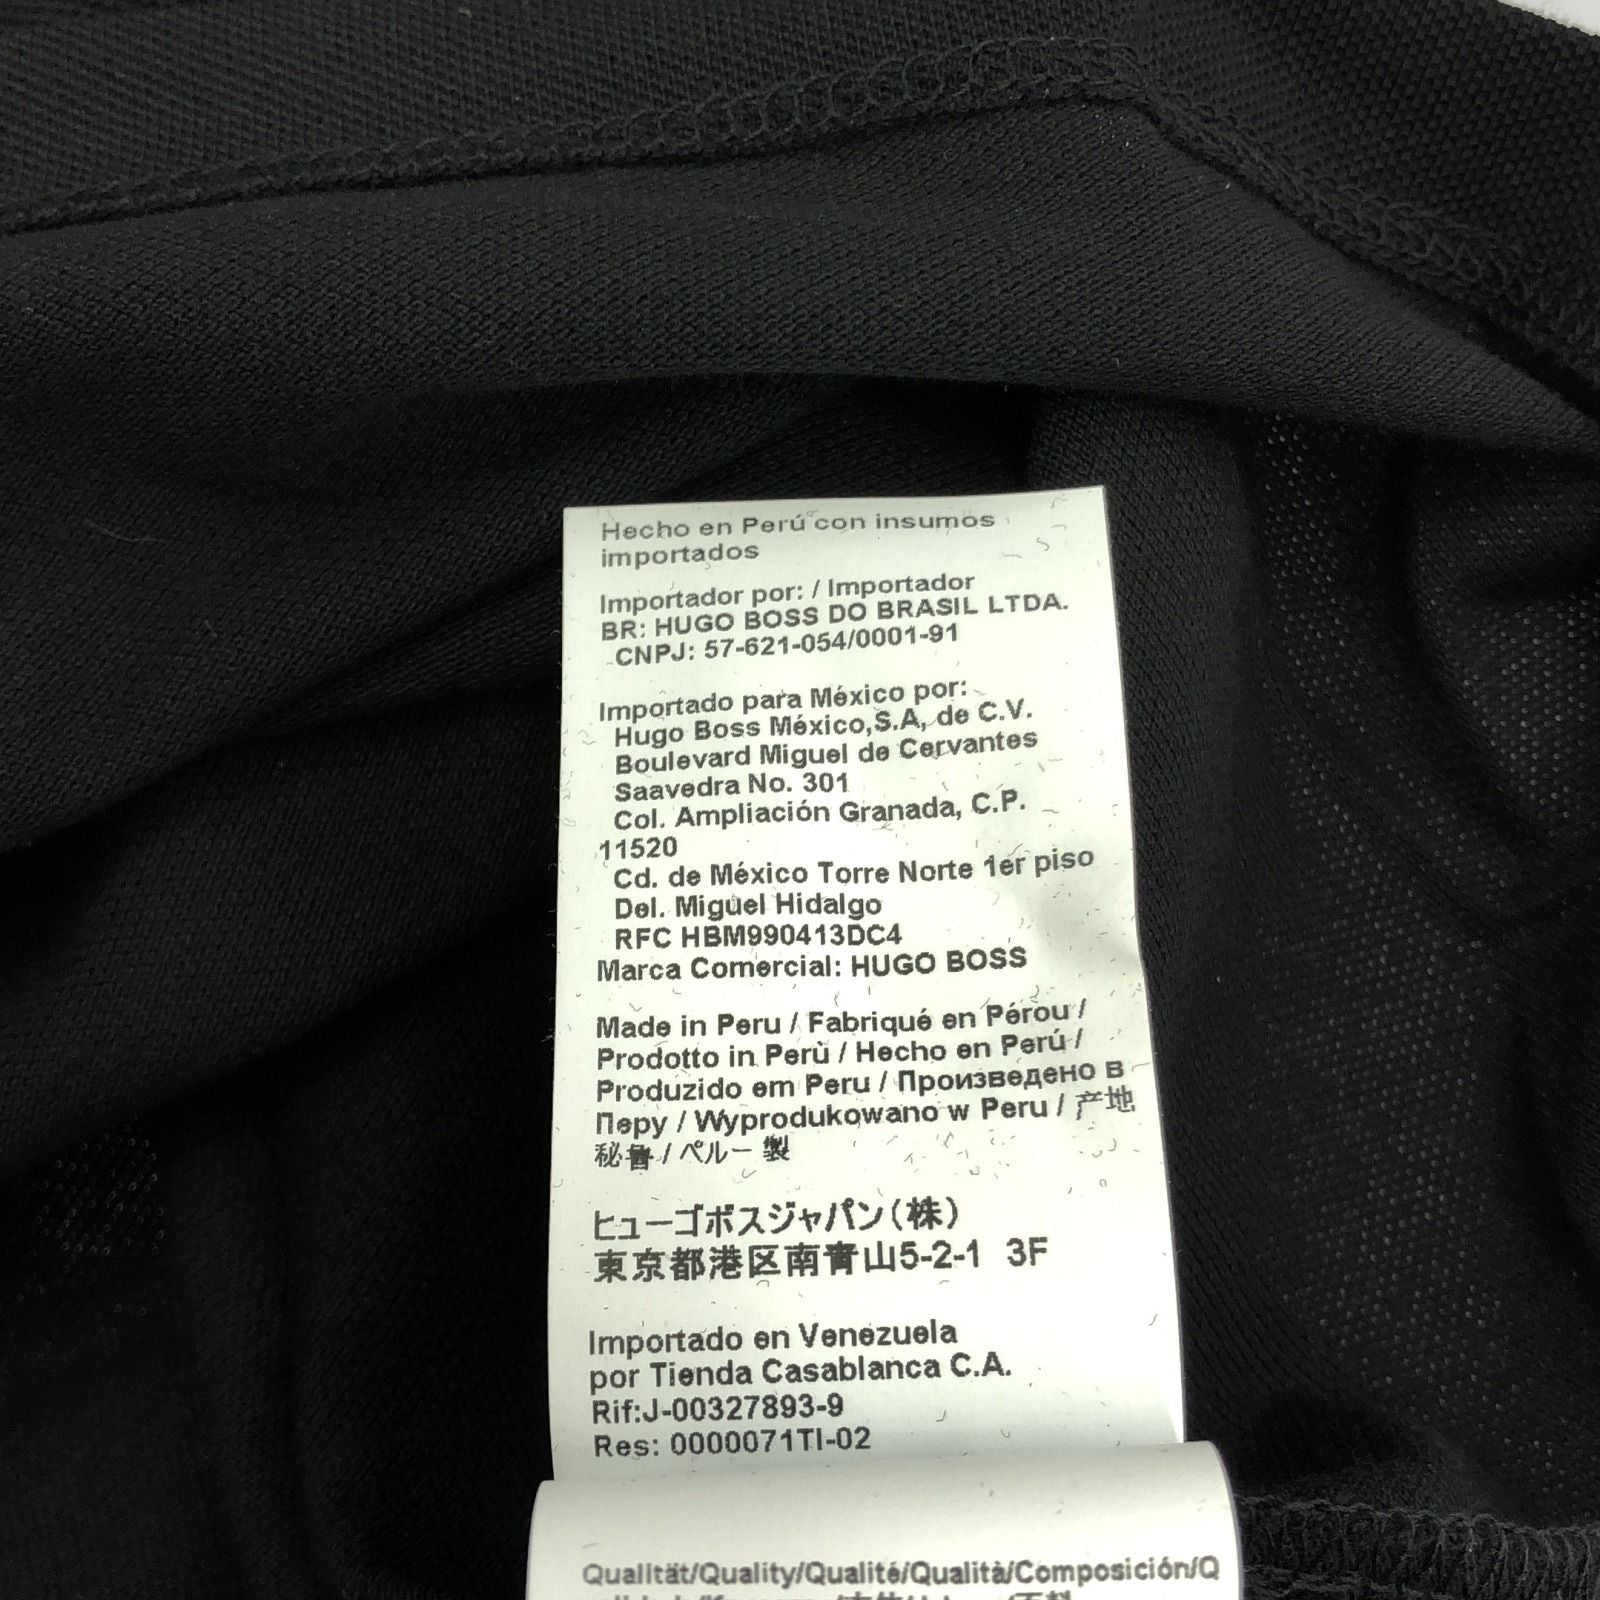 Hecho en Perú con insumos
importados
Importador por: / Importador
BR: HUGO BOSS DO BRASIL LTDA.
CNPJ: 57-621-054/0001-91
Importado para México por:
Hugo Boss México,S.A, de C.V.
Boulevard Miguel de Cervantes
Saavedra No. 301
Col. Ampliación Granada, C.P.
11520
Cd. de México Torre Norte 1er piso
Del. Miguel Hidalgo
RFC HBM990413DC4
Marca Comercial: HUGO BOSS
Made in Peru / Fabriqué en Pérou /
Prodotto in Perù / Hecho en Perú /
Produzido em Peru / Произведено в
Перу / Wyprodukowano w Peru / 产地
秘鲁 / ペルー 製
ヒューゴボスジャパン(株)
東京都港区南青山5-2-1 3F
Importado en Venezuela
por Tienda Casablanca C.A.
Rif:J-00327893-9
Res: 0000071TI-02
Qualität/Quality/Qualité/Qualità/Composición/Q